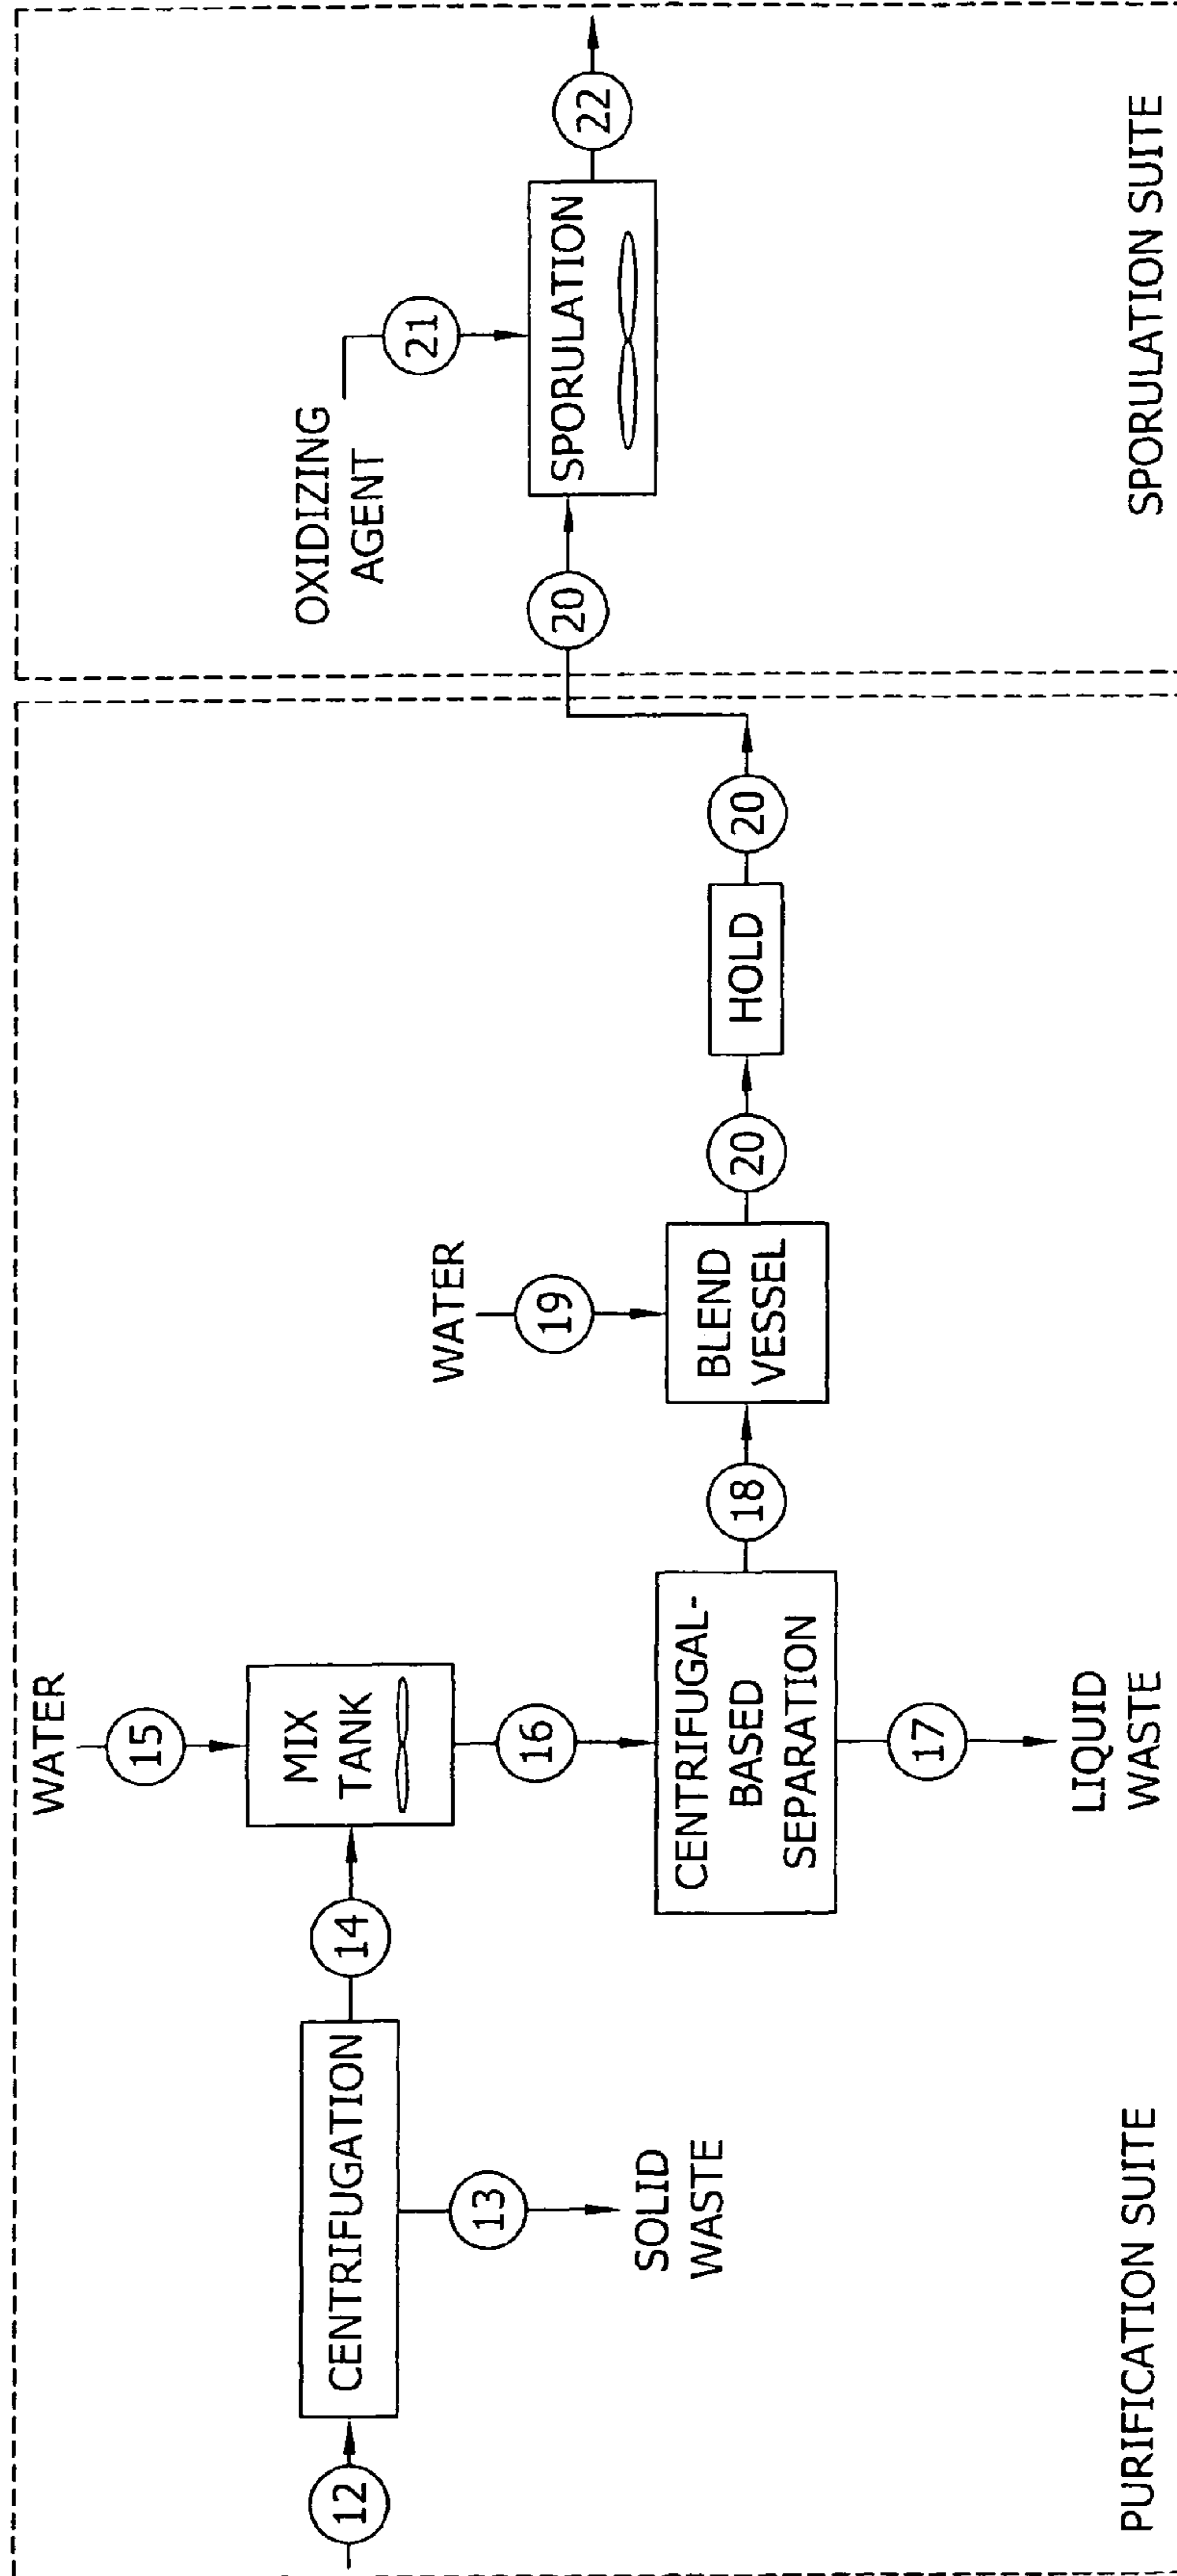 12
CENTRIFUGATION
13
SOLID
WASTE
14
WATER
15
MIX
TANK
16
CENTRIFUGAL-
BASED
SEPARATION
17
LIQUID
WASTE
18
WATER
19
BLEND
VESSEL
20
HOLD
20
PURIFICATION SUITE
20
OXIDIZING
AGENT
21
SPORULATION
22
SPORULATION SUITE